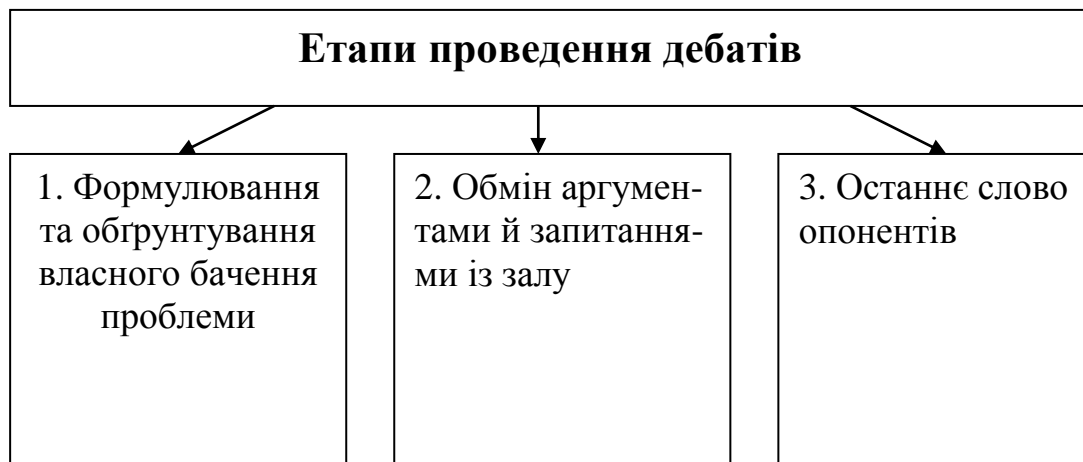 Етапи проведення дебатів
1. Формулювання
та обґрунтування
власного бачення
проблеми
2. Обмін аргумен-
тами й запитання-
ми із залу
3. Останнє слово
опонентів